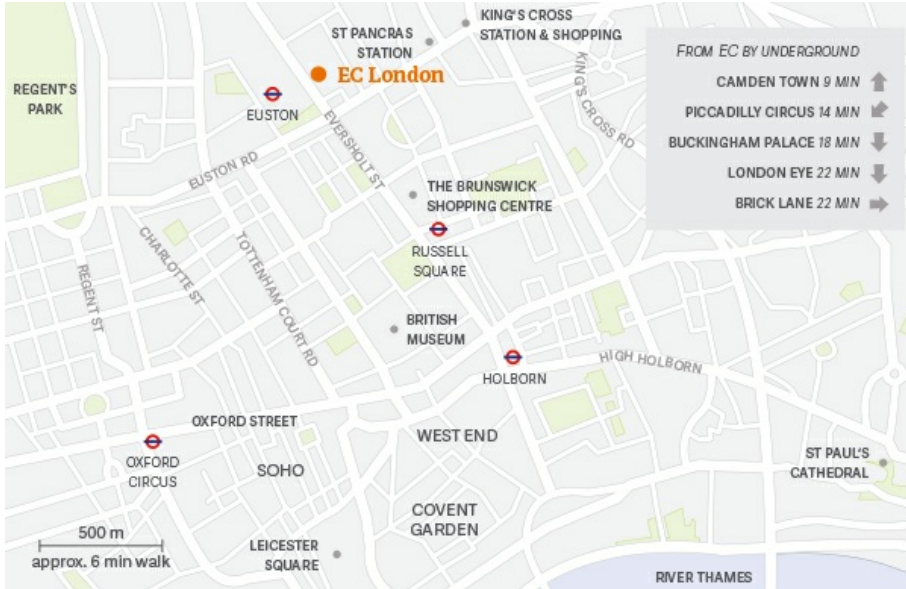 KING'S CROSS
STATION & SHOPPING
ST PANCRAS
STATION
EC London
REGENT'S
PARK
EUSTON
EUSTON RD
EVERSHOLT ST
KING'S CROSS RD
FROM EC BY UNDERGROUND
CAMDEN TOWN 9 MIN
PICCADILLY CIRCUS 14 MIN
BUCKINGHAM PALACE 18 MIN
LONDON EYE 22 MIN
BRICK LANE 22 MIN
THE BRUNSWICK
SHOPPING CENTRE
RUSSELL
SQUARE
CHARLOTTE ST
TOTTENHAM COURT RD
REGENT ST
BRITISH
MUSEUM
HOLBORN
HIGH HOLBORN
OXFORD STREET
OXFORD
CIRCUS
WEST END
SOHO
ST PAUL'S
CATHEDRAL
COVENT
GARDEN
500 m
approx. 6 min walk
LEICESTER
SQUARE
RIVER THAMES